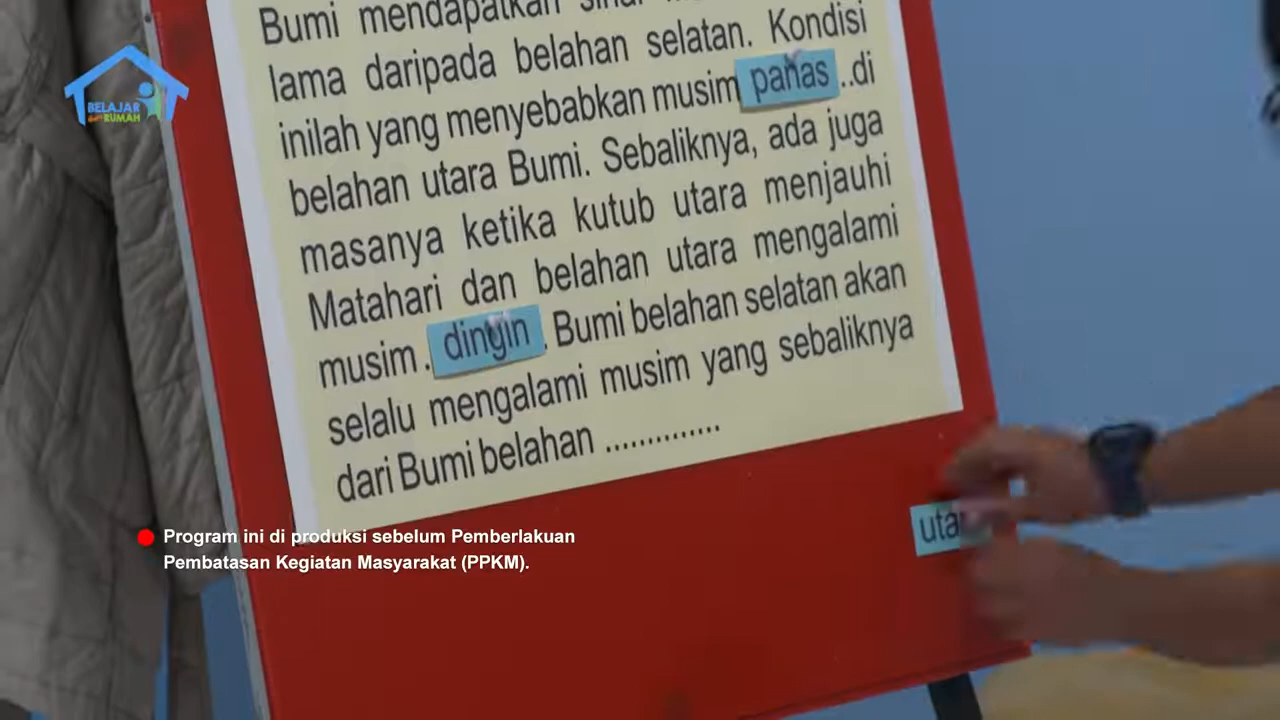 Bumi mendapatkan sinar
lama daripada belahan selatan. Kondisi
inilah yang menyebabkan musim panas ..di
belahan utara Bumi. Sebaliknya, ada juga
masanya ketika kutub utara menjauhi
Matahari dan belahan utara mengalami
musim . dingin . Bumi belahan selatan akan
selalu mengalami musim yang sebaliknya
dari Bumi belahan ..............
BELAJAR
dari RUMAH
Program ini di produksi sebelum Pemberlakuan
Pembatasan Kegiatan Masyarakat (PPKM).